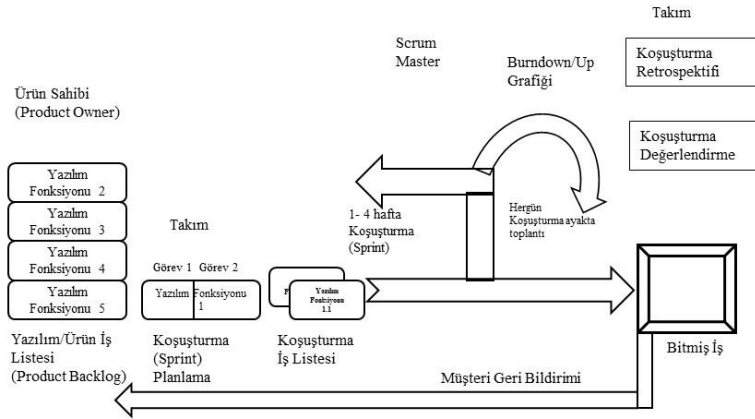 Takım
Scrum
Master
Burndown/Up
Grafiği
Koşuşturma
Retrospektifi
Ürün Sahibi
(Product Owner)
Koşuşturma
Değerlendirme
Yazılım
Fonksiyonu 2
Yazılım
Fonksiyonu 3
Yazılım
Fonksiyonu 4
Yazılım
Fonksiyonu 5
Takım
Görev 1 Görev 2
Yazılım Fonksiyonu
1
1- 4 hafta
Koşuşturma
(Sprint)
Hergün
Koşuşturma ayakta
toplantı
Yazılım
Fonksiyonu
1.1
Yazılım/Ürün İş
Listesi
(Product Backlog)
Koşuşturma
(Sprint)
Planlama
Koşuşturma
İş Listesi
Bitmiş İş
Müşteri Geri Bildirimi